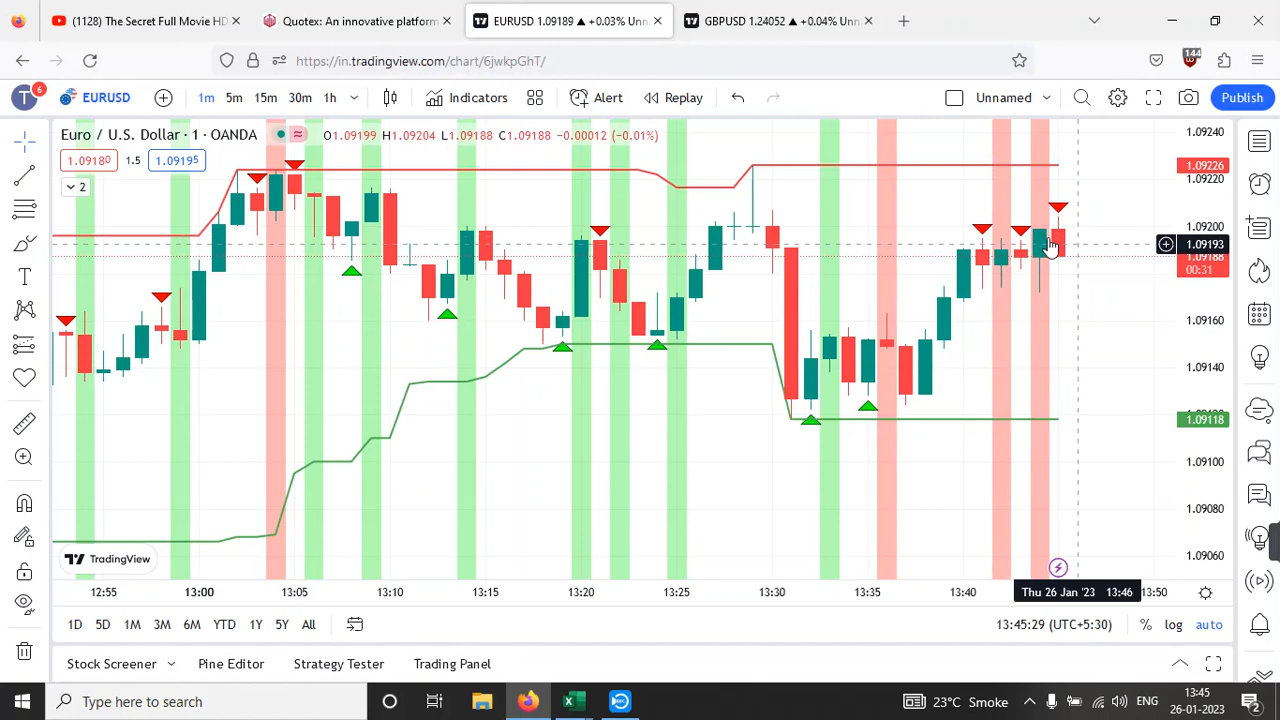 (1128) The Secret Full Movie HD
Quotex: An innovative platform
EURUSD 1.09189 ▲ +0.03% Unn
GBPUSD 1.24052 ▲ +0.04% Unn
https://in.tradingview.com/chart/6jwkpGhT/
144
T
6
EURUSD
1m 5m 15m 30m 1h
Indicators
Alert
Replay
Unnamed
Publish
Euro / U.S. Dollar · 1 · OANDA
O1.09199 H1.09204 L1.09188 C1.09188 −0.00012 (−0.01%)
1.09180 1.5 1.09195
2
1.09240
1.09226
1.09220
1.09200
1.09193
1.09188
00:31
1.09160
1.09140
1.09118
1.09100
1.09080
1.09060
TradingView
12:55 13:00 13:05 13:10 13:15 13:20 13:25 13:30 13:35 13:40 Thu 26 Jan '23 13:46 13:50
1D 5D 1M 3M 6M YTD 1Y 5Y All
13:45:29 (UTC+5:30) % log auto
Stock Screener Pine Editor Strategy Tester Trading Panel
Type here to search
23°C Smoke
ENG
13:45
26-01-2023
2